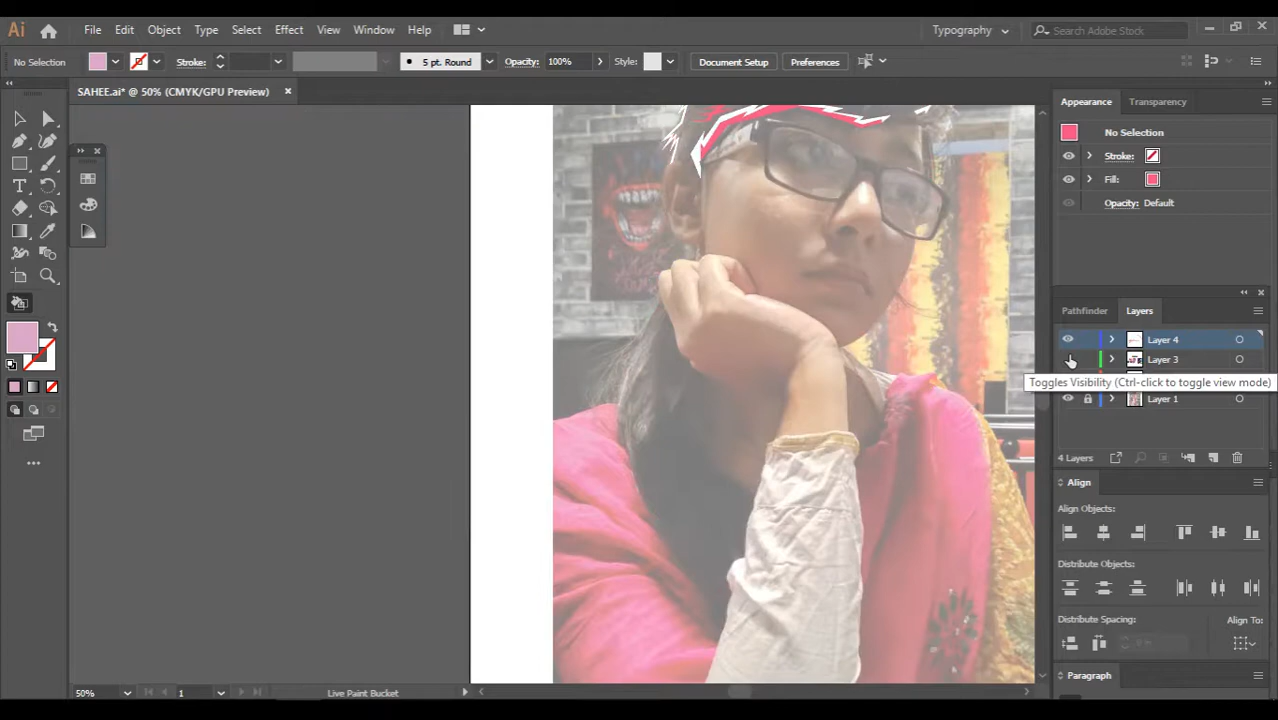 Ai File Edit Object Type Select Effect View Window Help Typography Search Adobe Stock
No Selection Stroke: 5 pt. Round Opacity: 100% Style: Document Setup Preferences
SAHEE.ai* @ 50% (CMYK/GPU Preview)
Appearance Transparency
No Selection
Stroke:
Fill:
Opacity: Default
Pathfinder Layers
Layer 4
Layer 3
Toggles Visibility (Ctrl-click to toggle view mode)
Layer 1
4 Layers
Align
Align Objects:
Distribute Objects:
Distribute Spacing: Align To:
Paragraph
50% 1 Live Paint Bucket